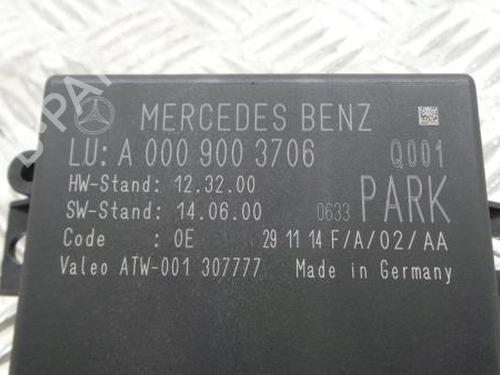 MERCEDES BENZ
LU: A 000 900 3706 Q001
HW-Stand: 12.32.00
SW-Stand: 14.06.00 0633 PARK
Code : 0E 29 11 14 F/A/02/AA
Valeo ATW-001 307777 Made in Germany